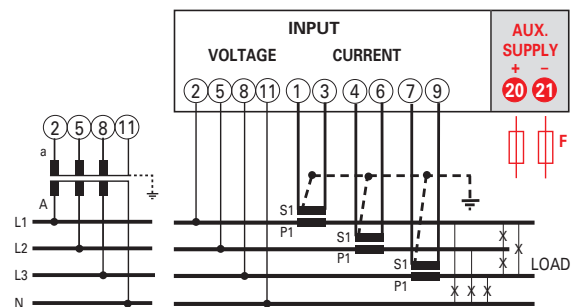 INPUT
VOLTAGE CURRENT
AUX.
SUPPLY
+ –
2 5 8 11 1 3 4 6 7 9
20 21
F
2 5 8 11
a
A
S1
P1
S1
P1
S1
P1
L1
L2
L3
N
X
X X
X X X
LOAD